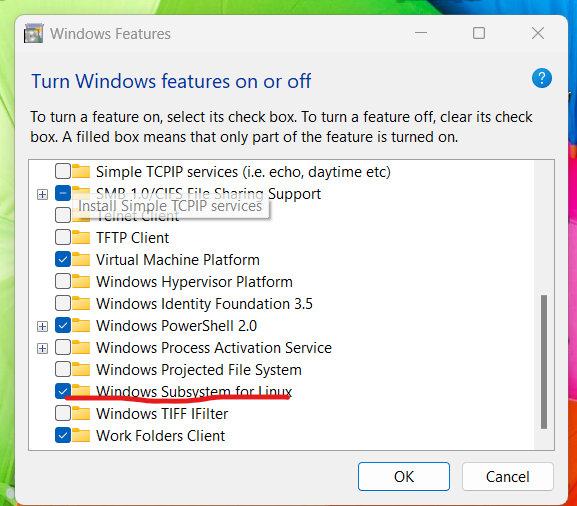 Windows Features
Turn Windows features on or off
?
To turn a feature on, select its check box. To turn a feature off, clear its check
box. A filled box means that only part of the feature is turned on.
Simple TCPIP services (i.e. echo, daytime etc)
SMB 1.0/CIFS File Sharing Support
Install Simple TCPIP services
Telnet Client
TFTP Client
Virtual Machine Platform
Windows Hypervisor Platform
Windows Identity Foundation 3.5
Windows PowerShell 2.0
Windows Process Activation Service
Windows Projected File System
Windows Subsystem for Linux
Windows TIFF IFilter
Work Folders Client
OK
Cancel